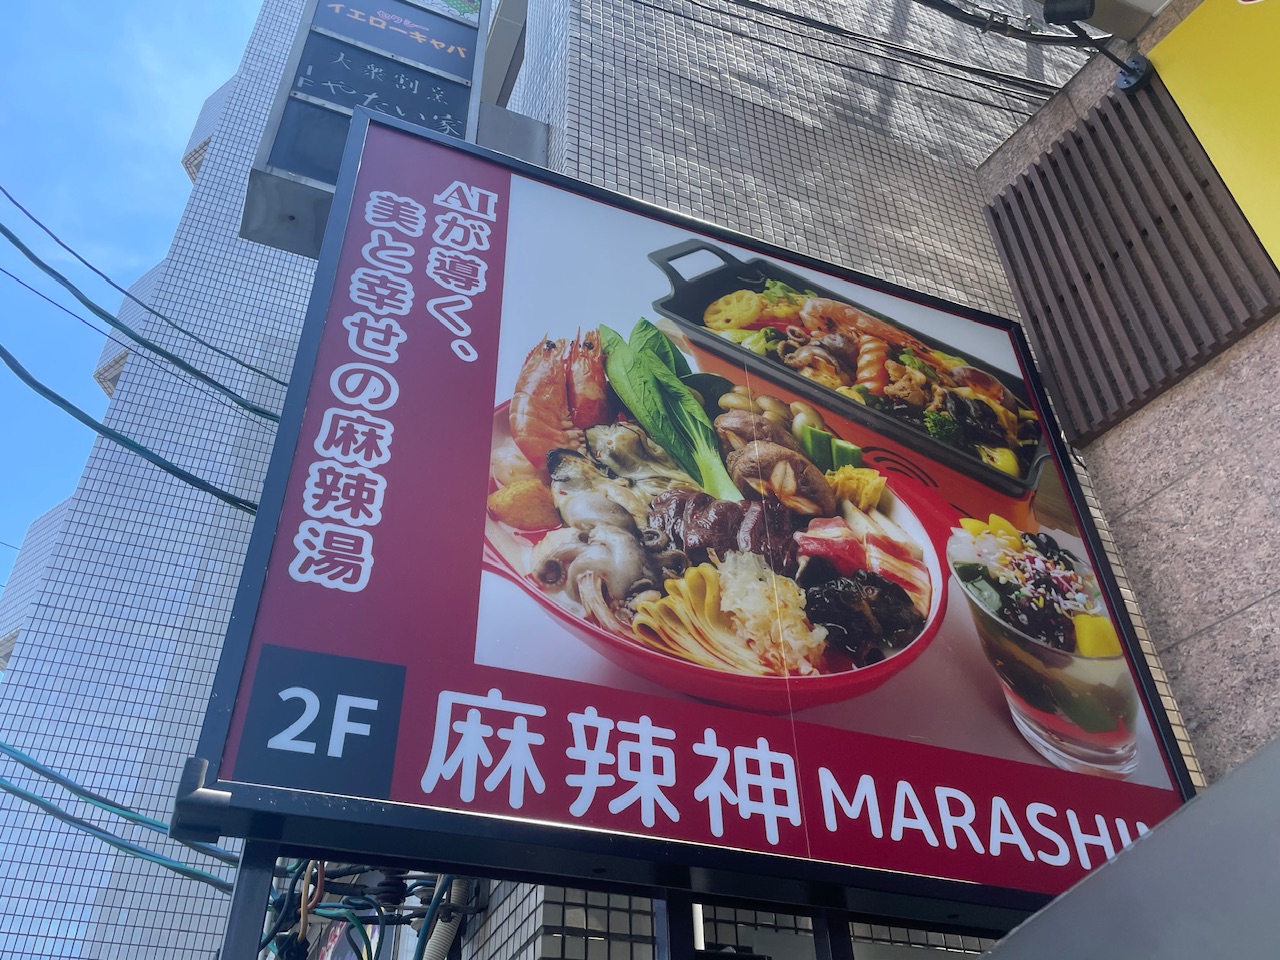 イエローキャバ
大衆割烹
やたい家
AIが導く・
美と幸せの麻辣湯
2F
麻辣神 MARASHI